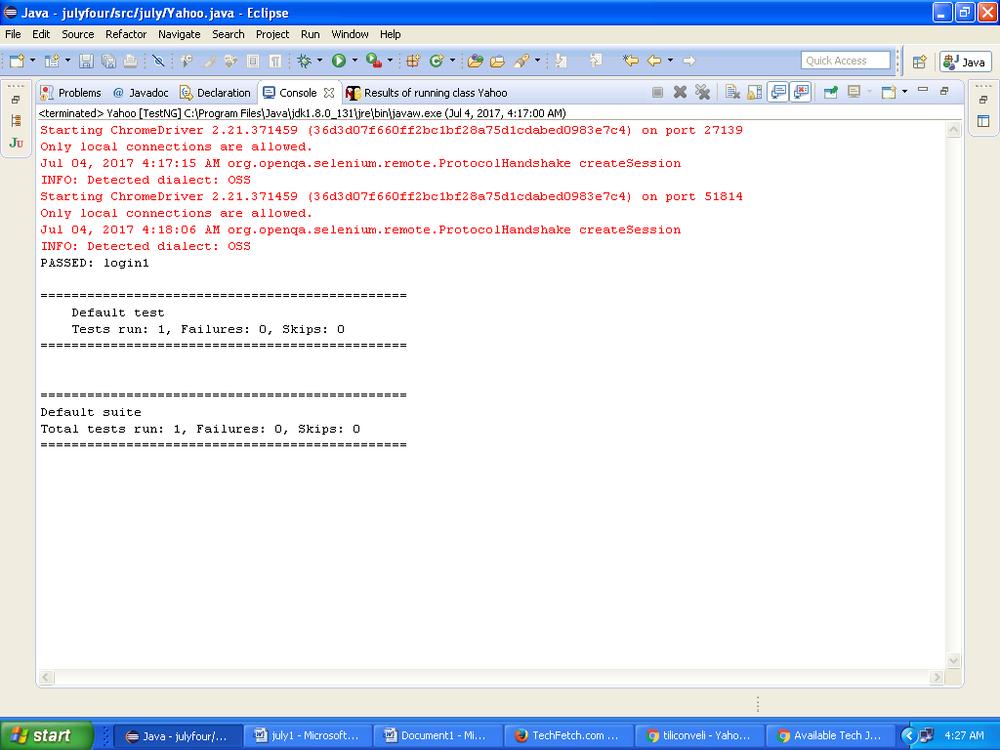 Java - julyfour/src/july/Yahoo.java - Eclipse
File Edit Source Refactor Navigate Search Project Run Window Help
Quick Access
Java
Problems @ Javadoc Declaration Console Results of running class Yahoo
<terminated> Yahoo [TestNG] C:\Program Files\Java\jdk1.8.0_131\jre\bin\javaw.exe (Jul 4, 2017, 4:17:00 AM)
Starting ChromeDriver 2.21.371459 (36d3d07f660ff2bc1bf28a75d1cdabed0983e7c4) on port 27139
Only local connections are allowed.
Jul 04, 2017 4:17:15 AM org.openqa.selenium.remote.ProtocolHandshake createSession
INFO: Detected dialect: OSS
Starting ChromeDriver 2.21.371459 (36d3d07f660ff2bc1bf28a75d1cdabed0983e7c4) on port 51814
Only local connections are allowed.
Jul 04, 2017 4:18:06 AM org.openqa.selenium.remote.ProtocolHandshake createSession
INFO: Detected dialect: OSS
PASSED: login1
===============================================
Default test
Tests run: 1, Failures: 0, Skips: 0
===============================================
===============================================
Default suite
Total tests run: 1, Failures: 0, Skips: 0
===============================================
JU
start Java - julyfour/... july1 - Microsoft... Document1 - Mi... TechFetch.com ... tiliconveli - Yaho... Available Tech J... 4:27 AM